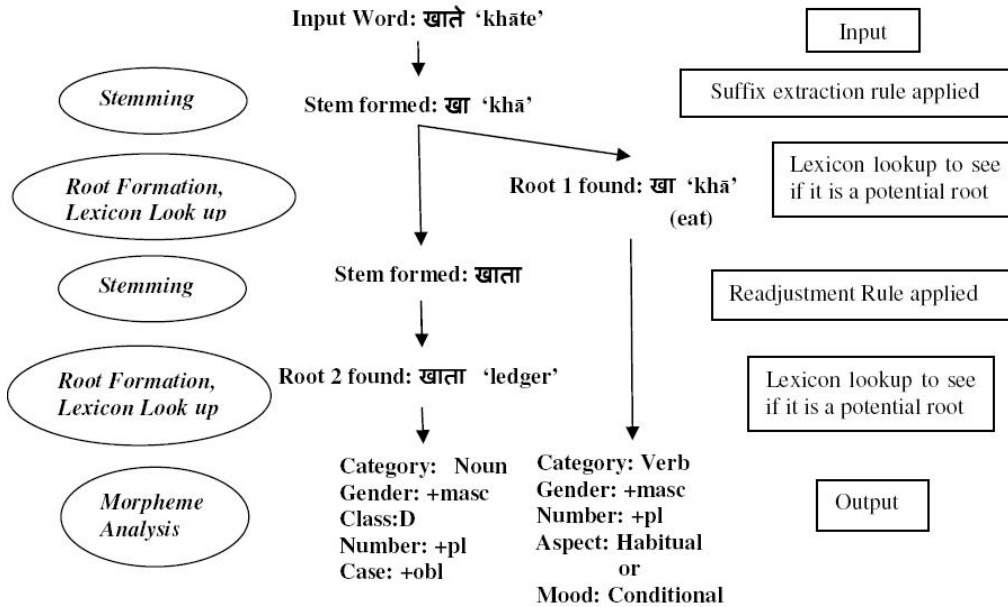 Input Word: खाते ‘khāte’
Input
Stemming
Stem formed: खा ‘khā’
Suffix extraction rule applied
Root Formation,
Lexicon Look up
Root 1 found: खा ‘khā’
(eat)
Lexicon lookup to see
if it is a potential root
Stemming
Stem formed: खाता
Readjustment Rule applied
Root Formation,
Lexicon Look up
Root 2 found: खाता ‘ledger’
Lexicon lookup to see
if it is a potential root
Morpheme
Analysis
Category: Noun
Gender: +masc
Class:D
Number: +pl
Case: +obl
Category: Verb
Gender: +masc
Number: +pl
Aspect: Habitual
or
Mood: Conditional
Output